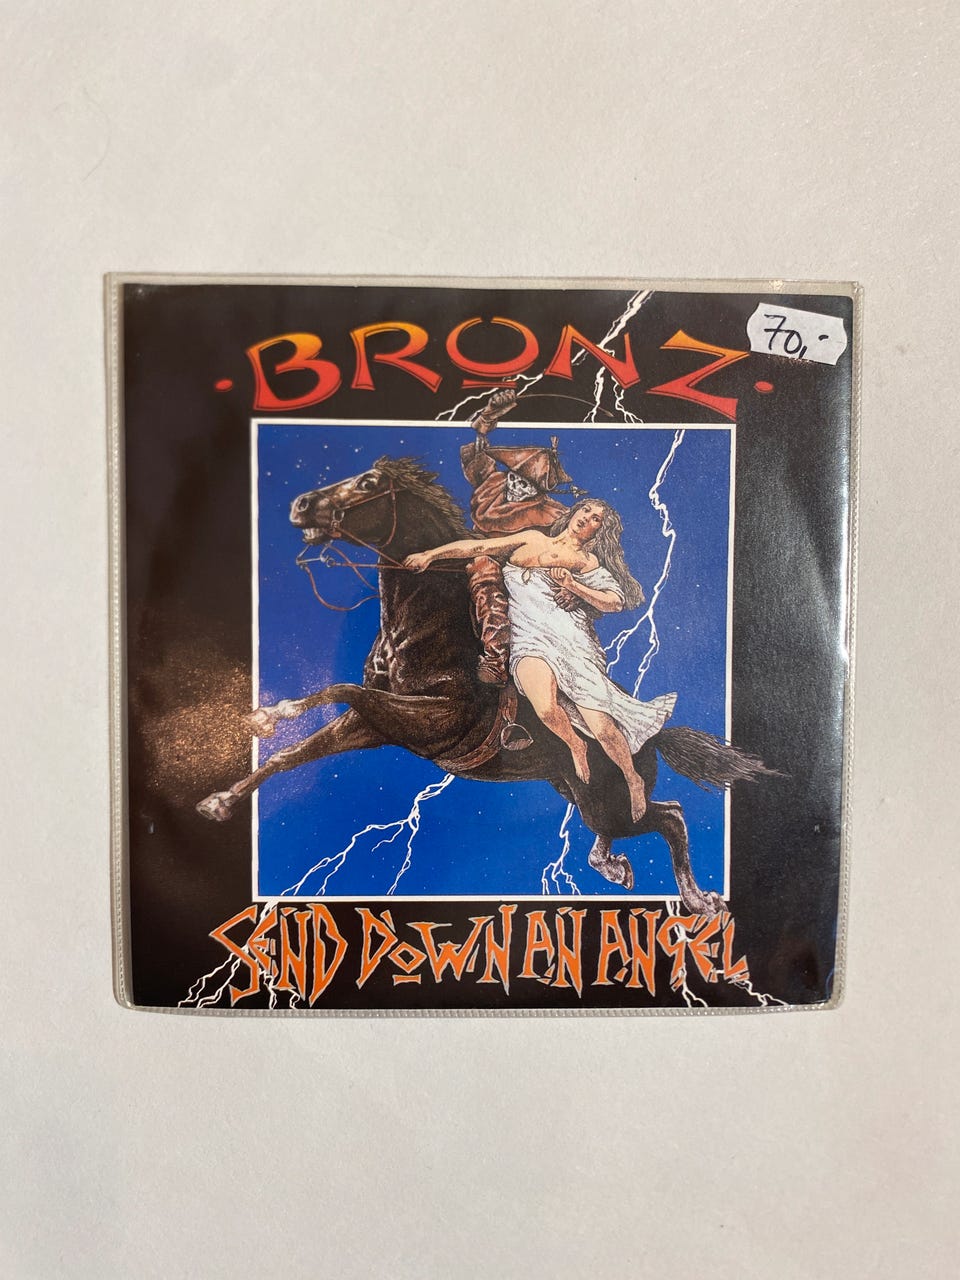 70,-
·BRONZ·
SEND DOWN AN ANGEL